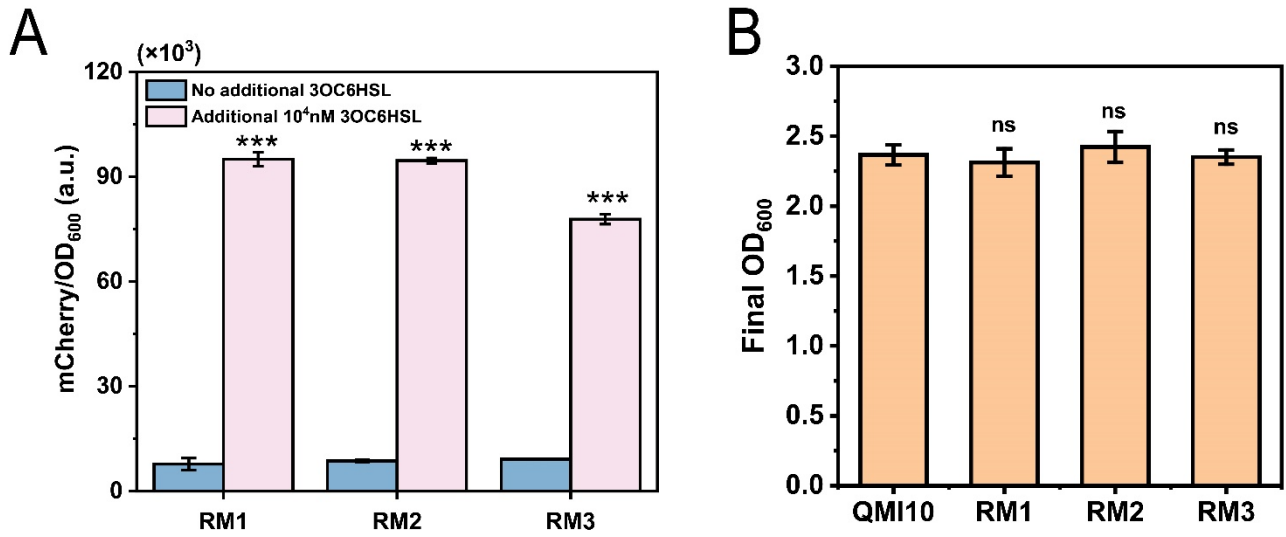 A
(×10³)
120
90
60
30
0
mCherry/OD₆₀₀ (a.u.)
No additional 3OC6HSL
Additional 10⁴nM 3OC6HSL
***
***
***
RM1 RM2 RM3
B
3.0
2.5
2.0
1.5
1.0
0.5
0.0
Final OD₆₀₀
ns ns ns
QMI10 RM1 RM2 RM3